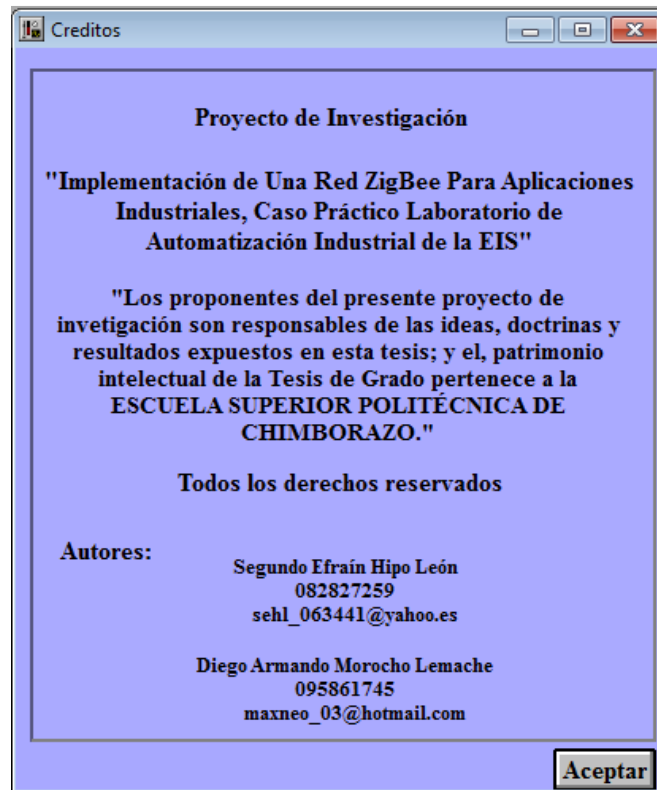 Creditos
Proyecto de Investigación
"Implementación de Una Red ZigBee Para Aplicaciones
Industriales, Caso Práctico Laboratorio de
Automatización Industrial de la EIS"
"Los proponentes del presente proyecto de
invetigación son responsables de las ideas, doctrinas y
resultados expuestos en esta tesis; y el, patrimonio
intelectual de la Tesis de Grado pertenece a la
ESCUELA SUPERIOR POLITÉCNICA DE
CHIMBORAZO."
Todos los derechos reservados
Autores:
Segundo Efraín Hipo León
082827259
sehl_063441@yahoo.es
Diego Armando Morocho Lemache
095861745
maxneo_03@hotmail.com
Aceptar